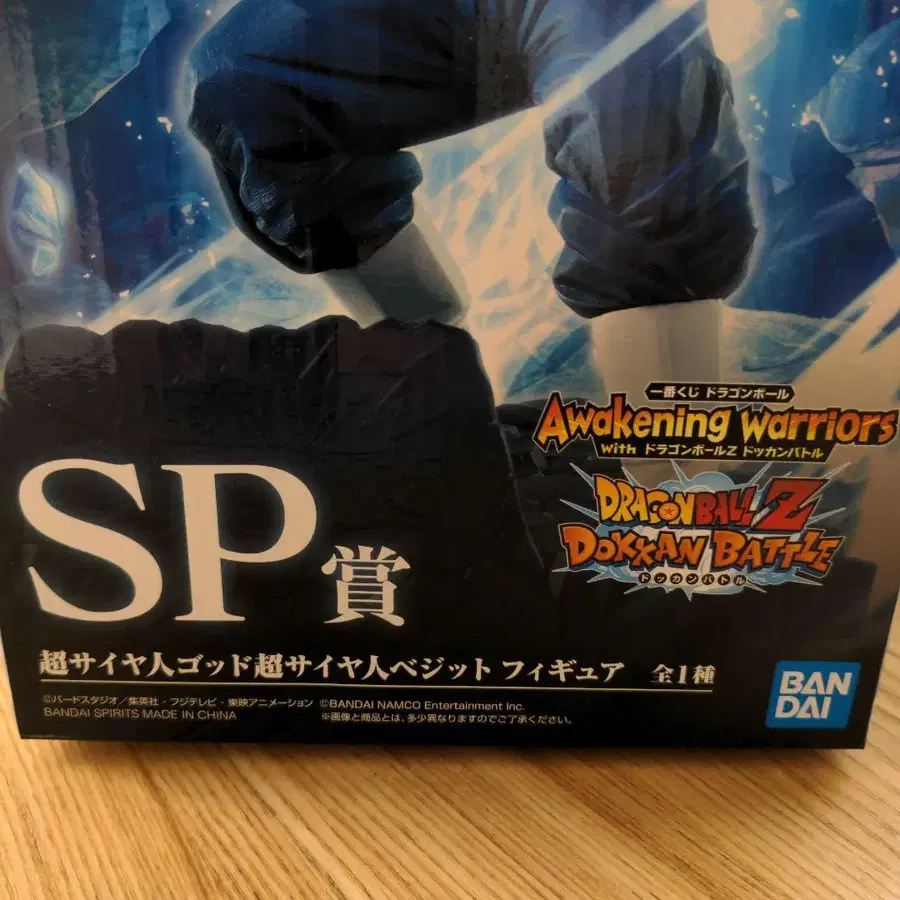 一番くじ ドラゴンボール
Awakening Warriors
with ドラゴンボールZ ドッカンバトル
DRAGONBALL Z
DOKKAN BATTLE
ドッカンバトル
SP賞
超サイヤ人ゴッド超サイヤ人ベジット フィギュア 全1種
©バードスタジオ/集英社・フジテレビ・東映アニメーション ©BANDAI NAMCO Entertainment Inc.
BANDAI SPIRITS MADE IN CHINA ※画像と商品とは、多少異なりますのでご了承ください。
BAN
DAI